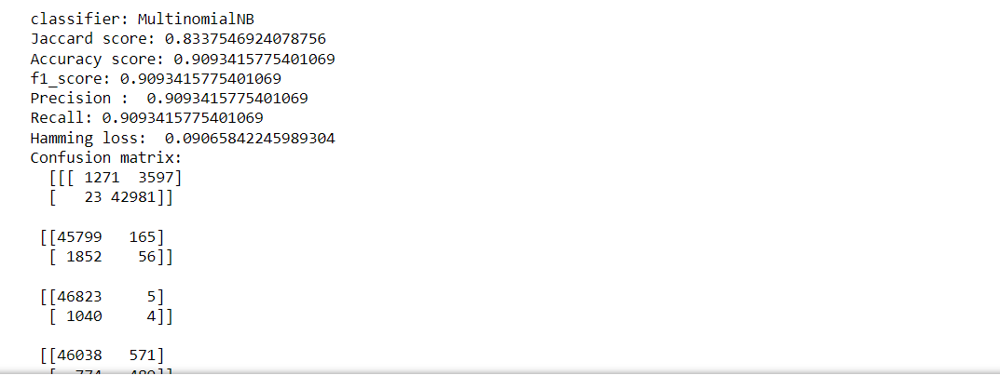 classifier: MultinomialNB
Jaccard score: 0.8337546924078756
Accuracy score: 0.9093415775401069
f1_score: 0.9093415775401069
Precision :  0.9093415775401069
Recall: 0.9093415775401069
Hamming loss:  0.09065842245989304
Confusion matrix:
[[[ 1271  3597]
[   23 42981]]
[[45799   165]
[ 1852    56]]
[[46823     5]
[ 1040     4]]
[[46038   571]